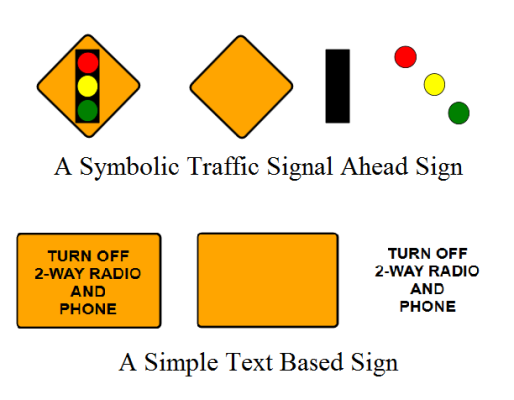 A Symbolic Traffic Signal Ahead Sign
TURN OFF
2-WAY RADIO
AND
PHONE
TURN OFF
2-WAY RADIO
AND
PHONE
A Simple Text Based Sign